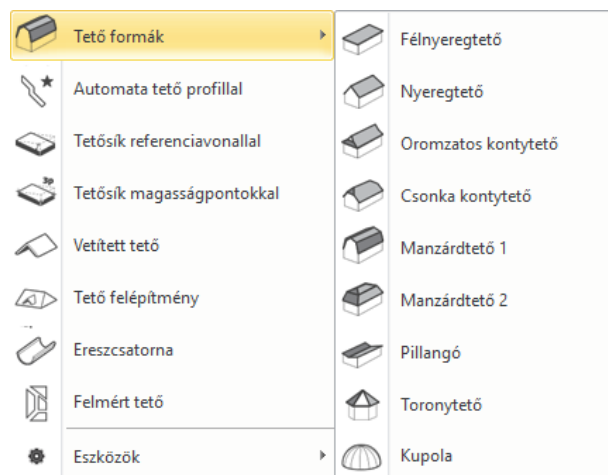 Tető formák
Automata tető profillal
Tetősík referenciavonallal
3p
Tetősík magasságpontokkal
Vetített tető
Tető felépítmény
Ereszcsatorna
Felmért tető
Eszközök
Félnyeregtető
Nyeregtető
Oromzatos kontytető
Csonka kontytető
Manzárdtető 1
Manzárdtető 2
Pillangó
Toronytető
Kupola